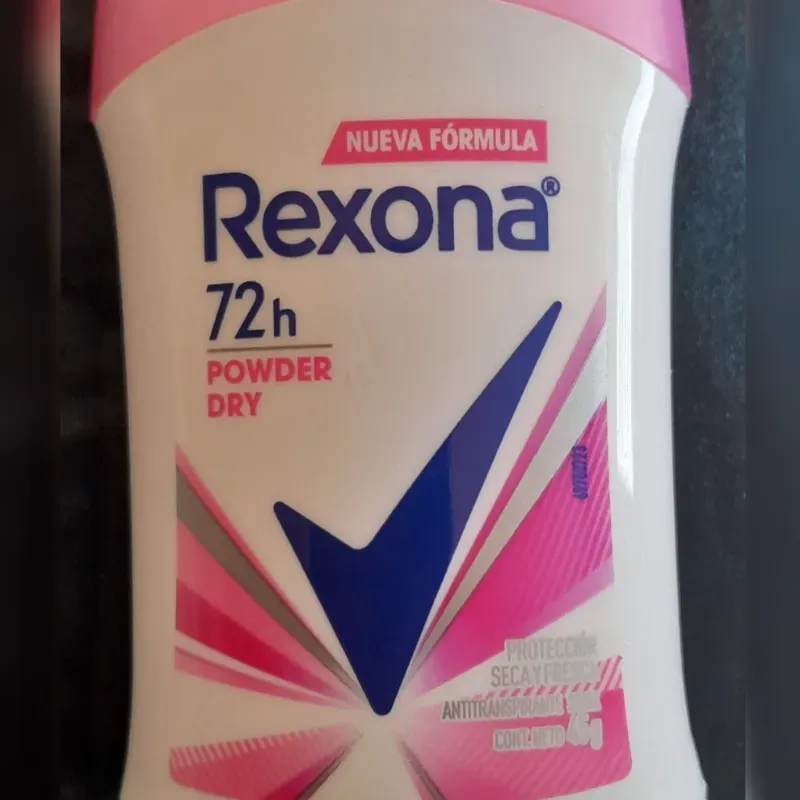 NUEVA FÓRMULA
Rexona®
72h
POWDER
DRY
PROTECCIÓN
SECA Y FRESCA
ANTITRANSPIRANTE
CONT. NETO 45g